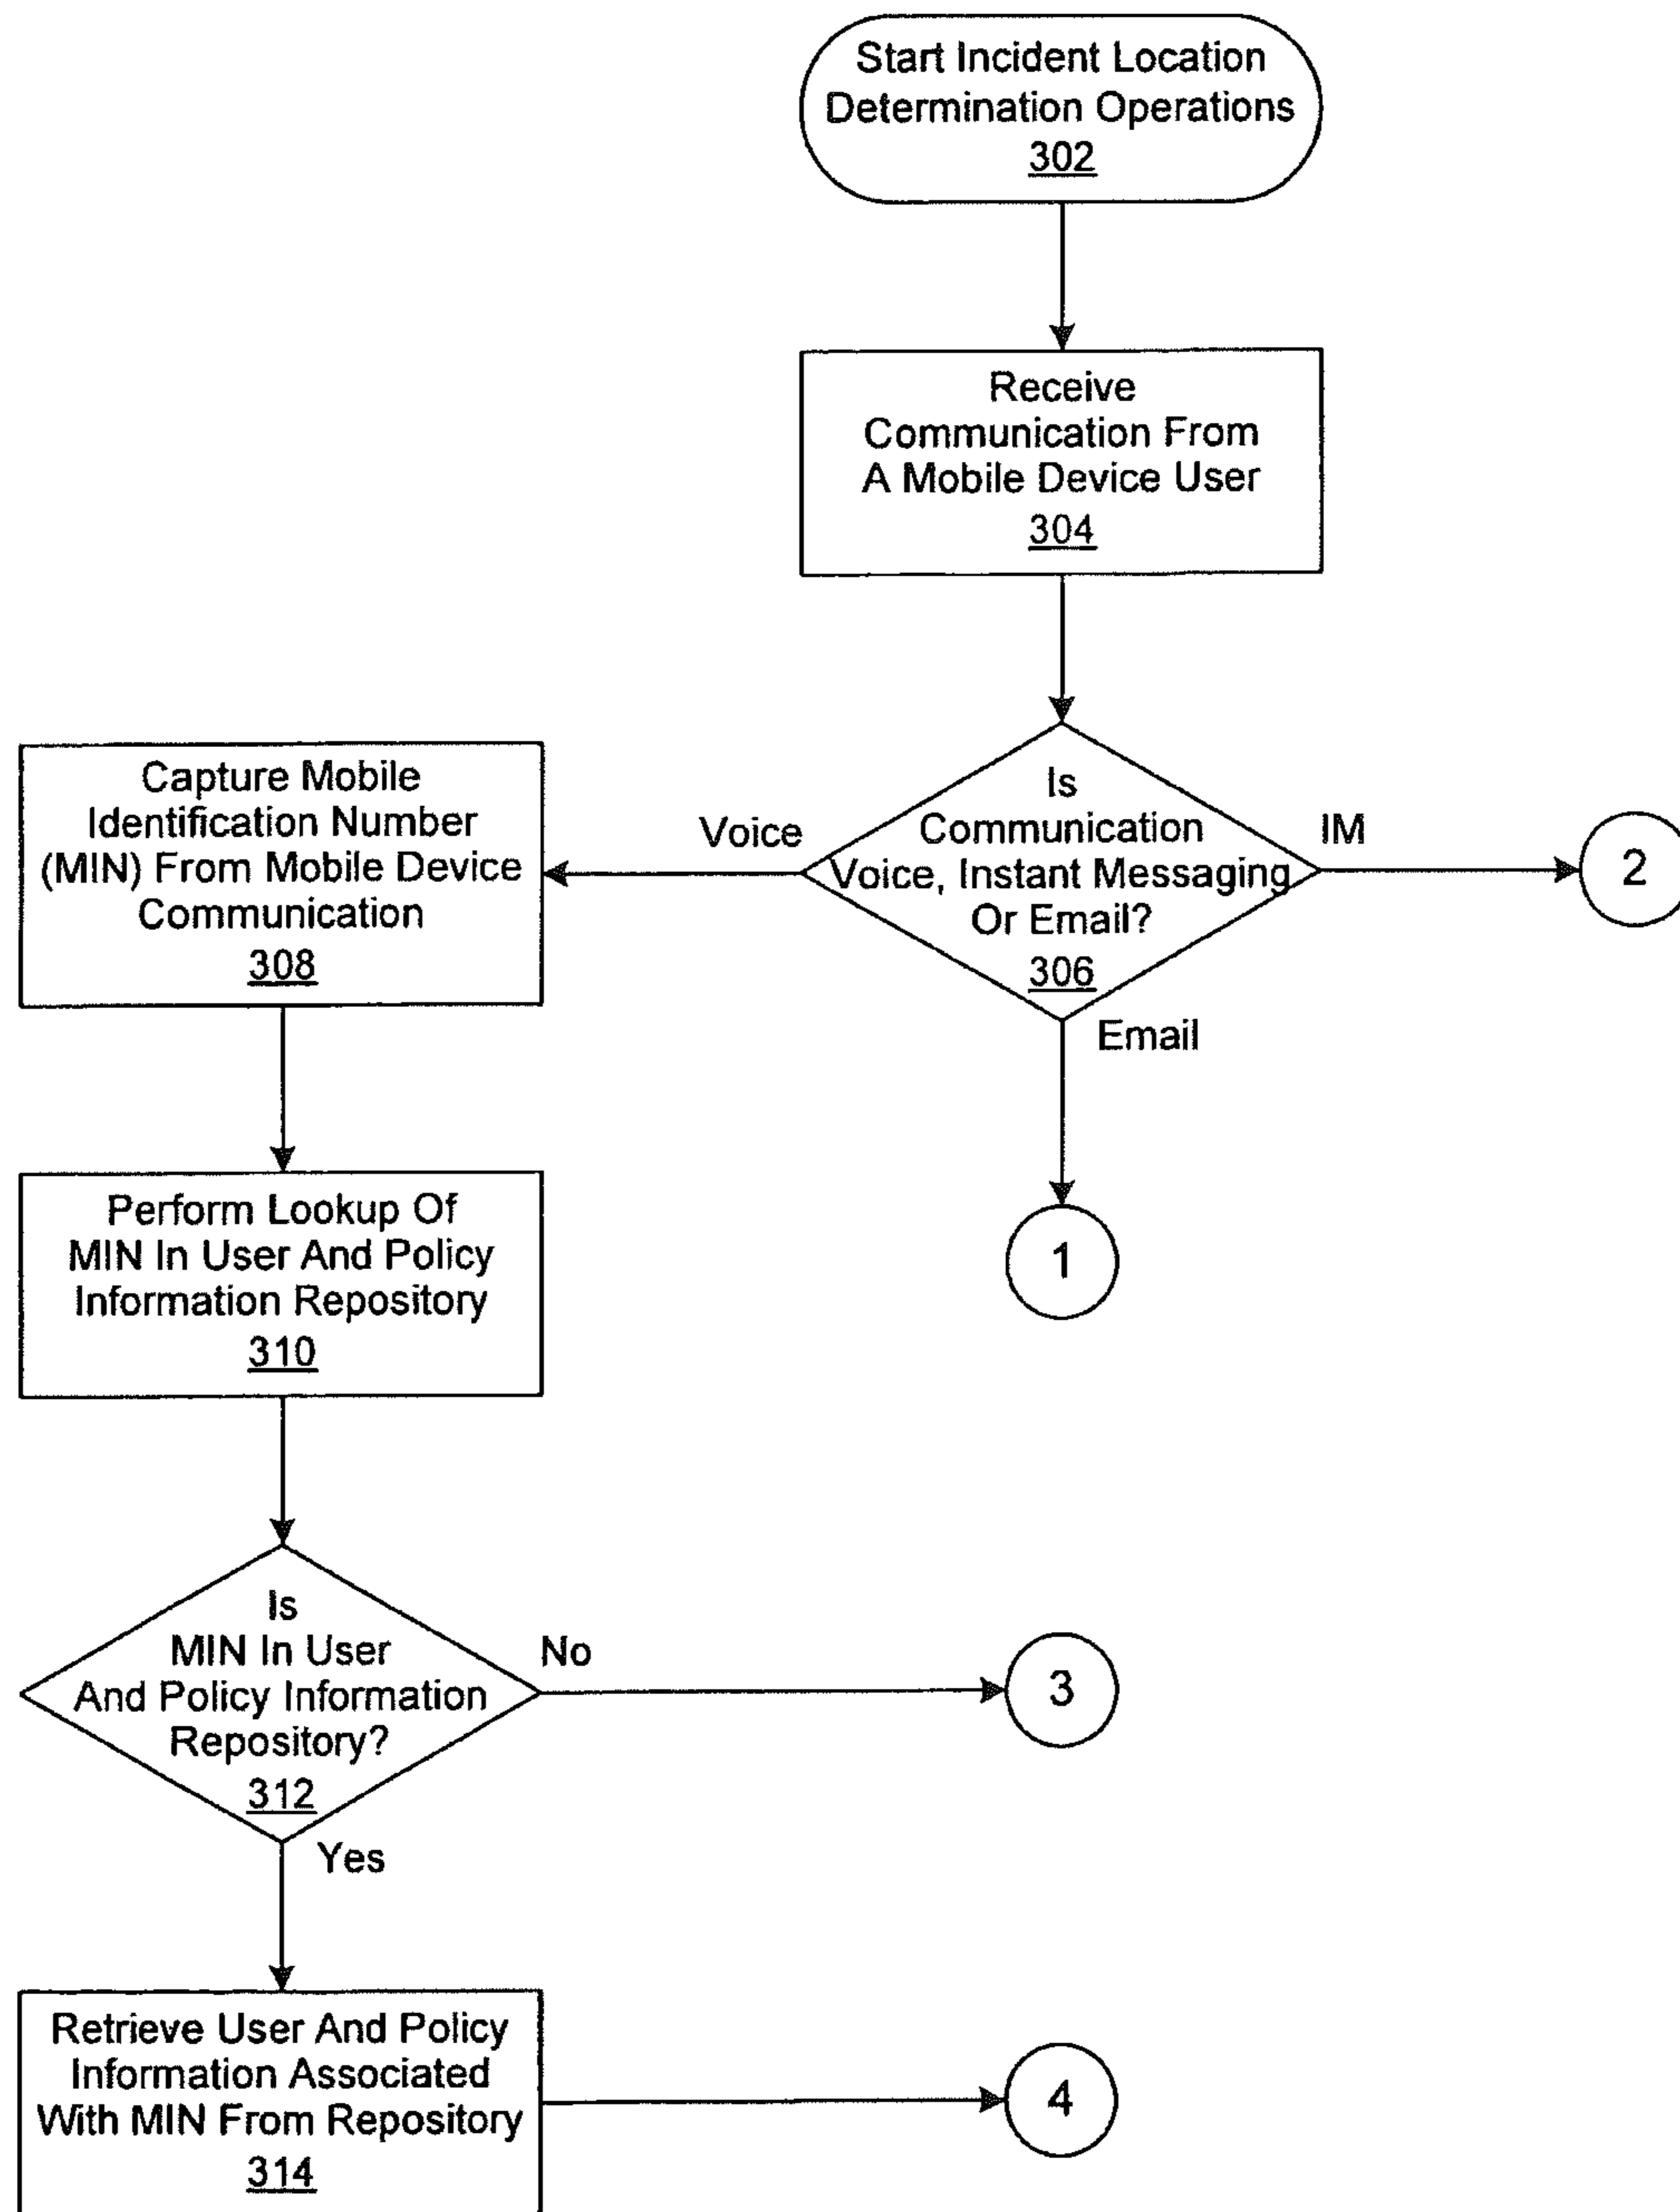 Start Incident Location
Determination Operations
302
Receive
Communication From
A Mobile Device User
304
Is
Communication
Voice, Instant Messaging
Or Email?
306
Voice
IM
2
Email
1
Capture Mobile
Identification Number
(MIN) From Mobile Device
Communication
308
Perform Lookup Of
MIN In User And Policy
Information Repository
310
Is
MIN In User
And Policy Information
Repository?
312
No
3
Yes
Retrieve User And Policy
Information Associated
With MIN From Repository
314
4